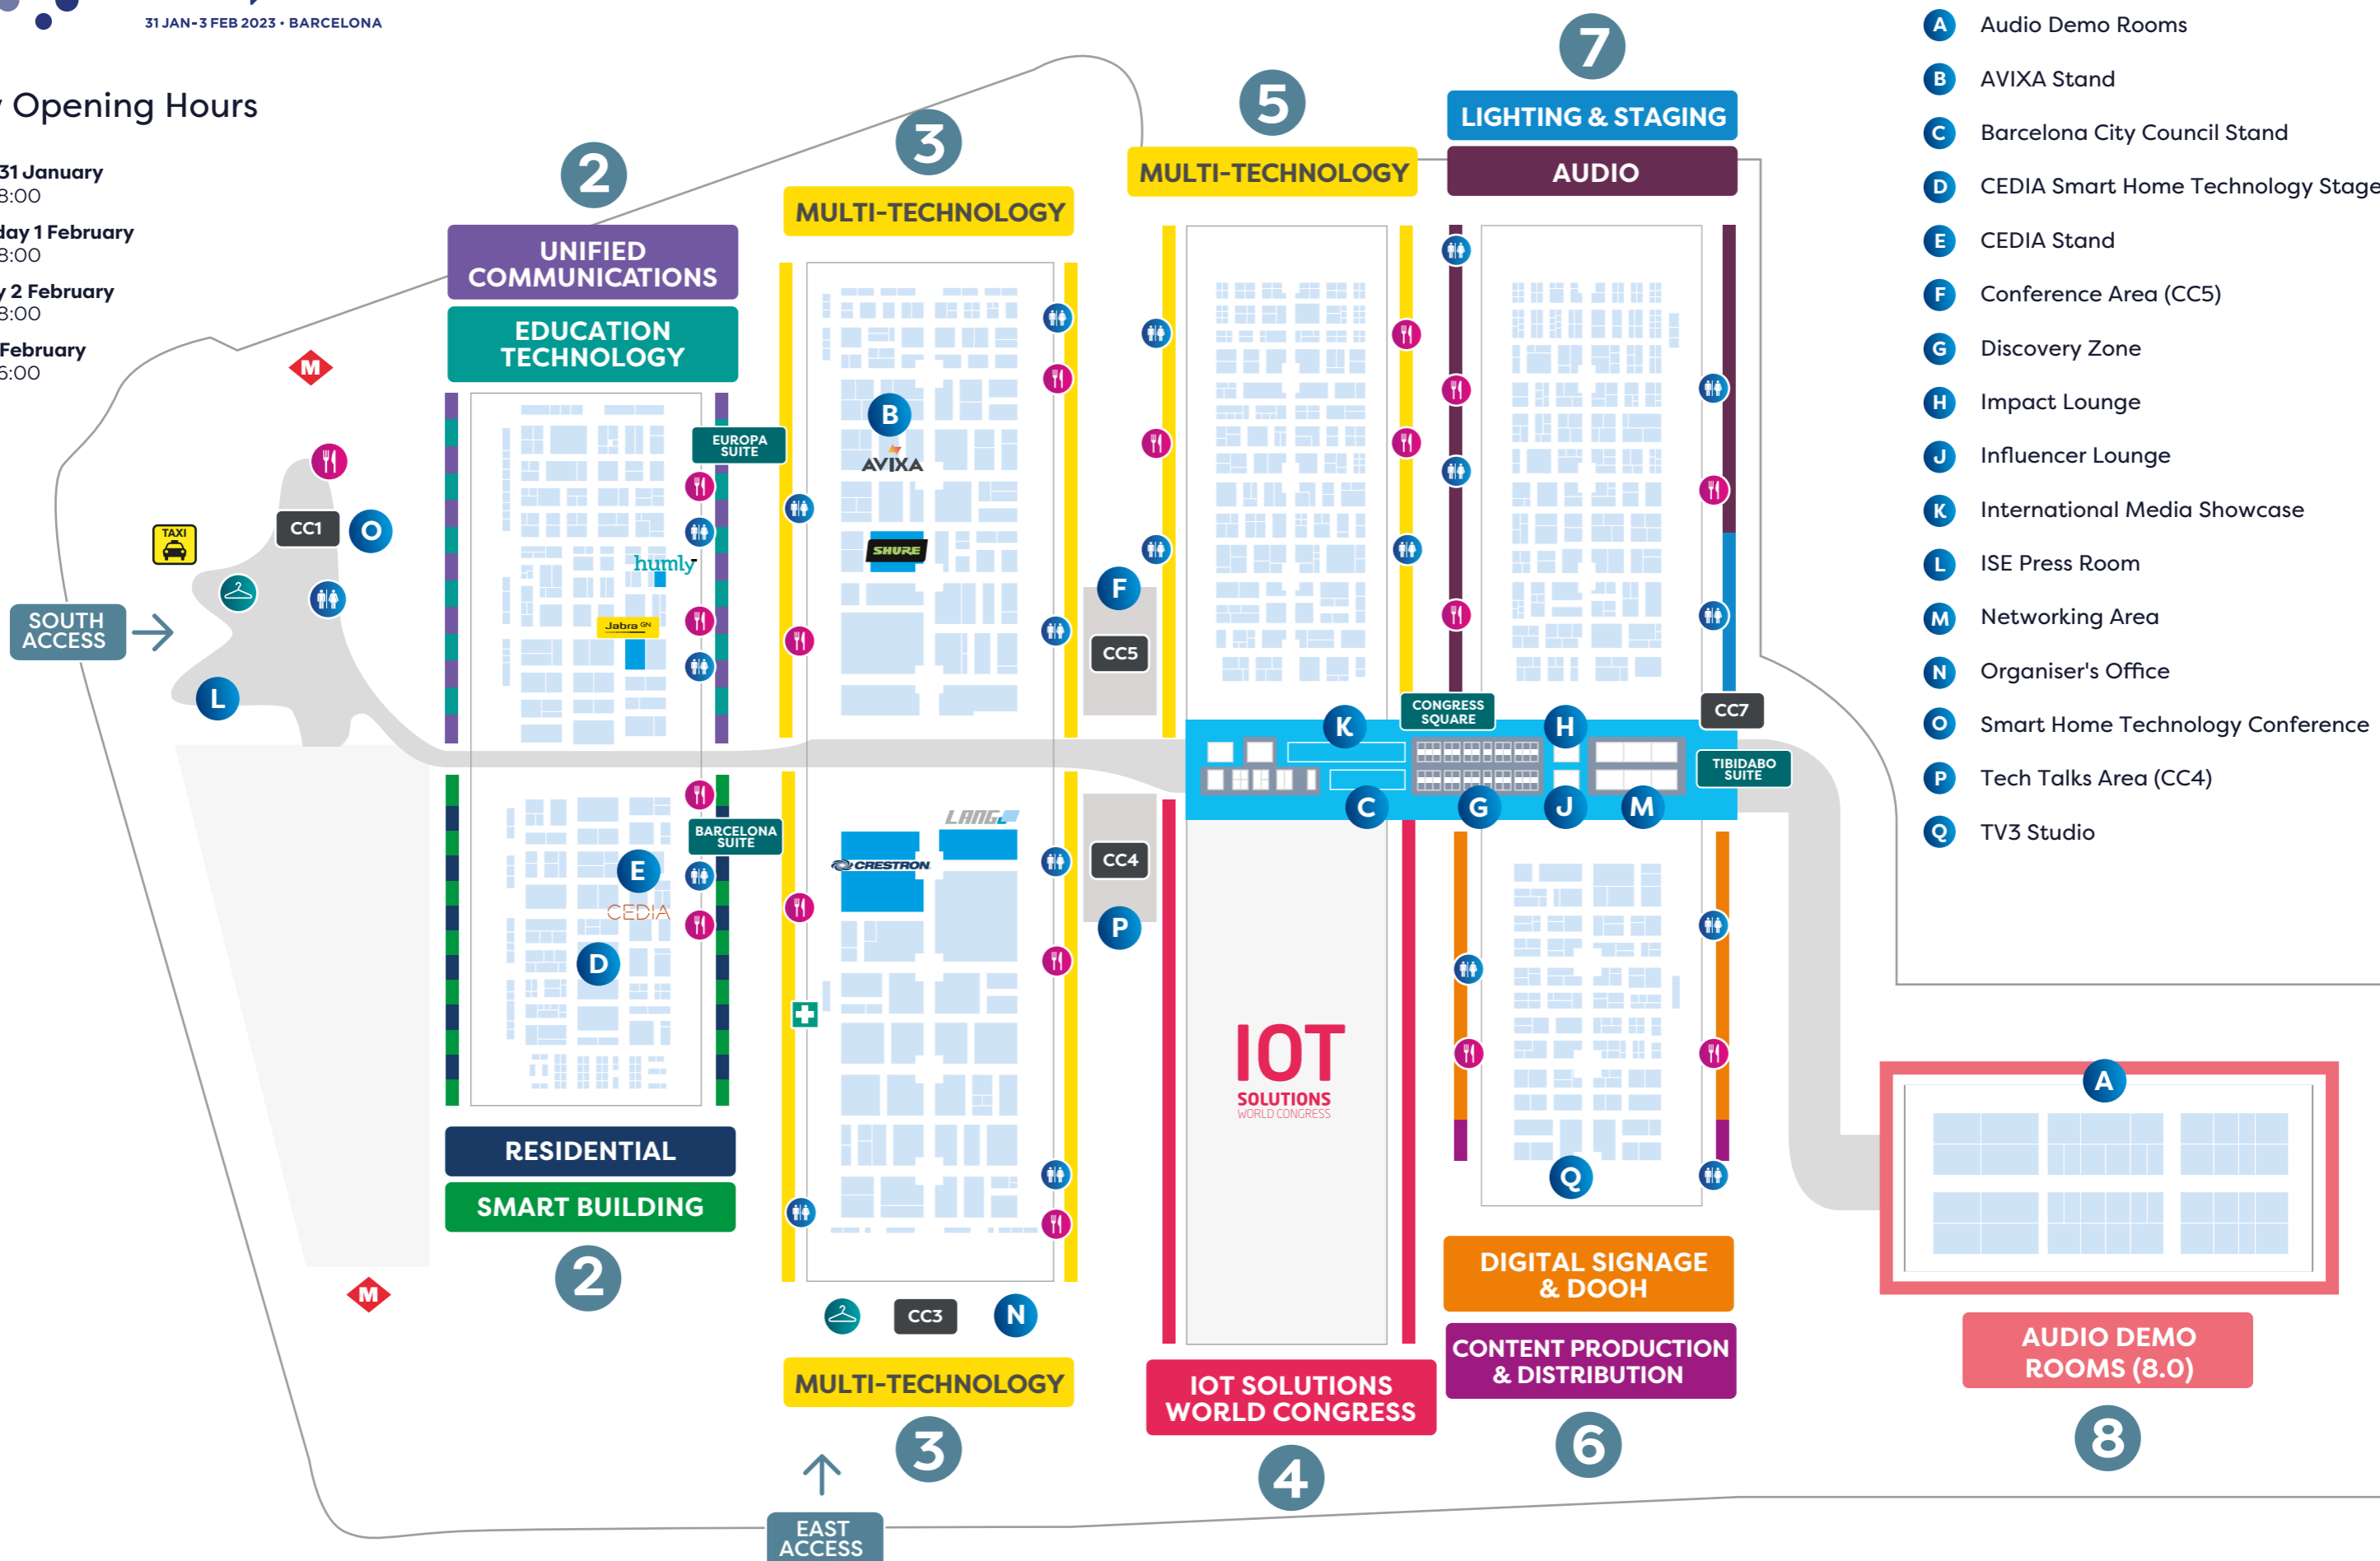 31 JAN-3 FEB 2023 • BARCELONA
Opening Hours
31 January
8:00
day 1 February
8:00
2 February
8:00
February
6:00
2
UNIFIED
COMMUNICATIONS
EDUCATION
TECHNOLOGY
3
MULTI-TECHNOLOGY
5
MULTI-TECHNOLOGY
7
LIGHTING & STAGING
AUDIO
A Audio Demo Rooms
B AVIXA Stand
C Barcelona City Council Stand
D CEDIA Smart Home Technology Stage
E CEDIA Stand
F Conference Area (CC5)
G Discovery Zone
H Impact Lounge
J Influencer Lounge
K International Media Showcase
L ISE Press Room
M Networking Area
N Organiser's Office
O Smart Home Technology Conference
P Tech Talks Area (CC4)
Q TV3 Studio
M
TAXI
CC1
O
SOUTH
ACCESS
L
M
EUROPA
SUITE
humly
Jabra GN
B
AVIXA
SHURE
F
CC5
BARCELONA
SUITE
E
CEDIA
D
LANG
CRESTRON
CC4
P
K
CONGRESS
SQUARE
H
CC7
TIBIDABO
SUITE
C
G
J
M
IOT
SOLUTIONS
WORLD CONGRESS
Q
A
RESIDENTIAL
SMART BUILDING
2
CC3
N
MULTI-TECHNOLOGY
3
IOT SOLUTIONS
WORLD CONGRESS
4
DIGITAL SIGNAGE
& DOOH
CONTENT PRODUCTION
& DISTRIBUTION
6
AUDIO DEMO
ROOMS (8.0)
8
EAST
ACCESS